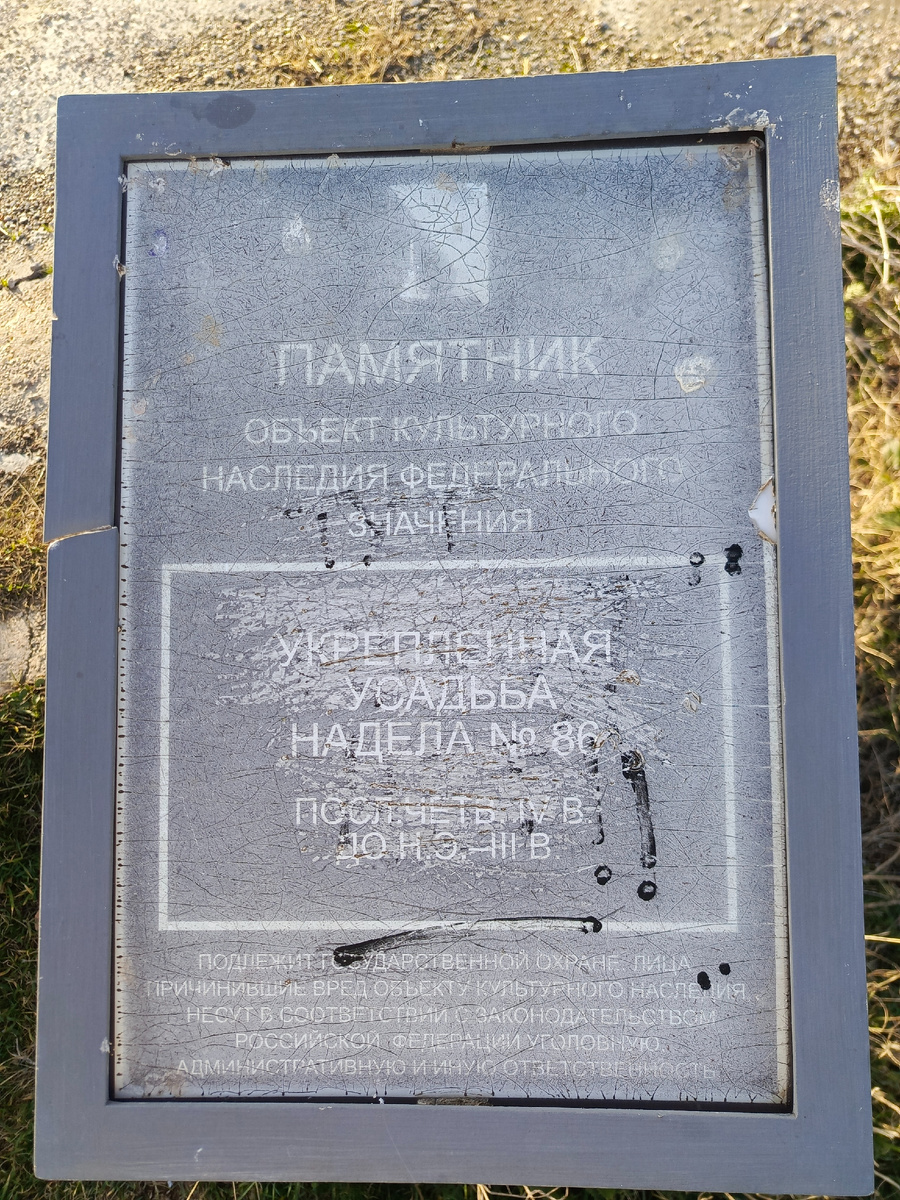 ПАМЯТНИК
ОБЪЕКТ КУЛЬТУРНОГО
НАСЛЕДИЯ ФЕДЕРАЛЬНОГО
ЗНАЧЕНИЯ
УКРЕПЛЕННАЯ
УСАДЬБА
НАДЕЛА № 86
ПОСЛ.ЧЕТВ. IV В.
ДО Н.Э.-III В.
ПОДЛЕЖИТ ГОСУДАРСТВЕННОЙ ОХРАНЕ. ЛИЦА,
ПРИЧИНИВШИЕ ВРЕД ОБЪЕКТУ КУЛЬТУРНОГО НАСЛЕДИЯ,
НЕСУТ В СООТВЕТСТВИИ С ЗАКОНОДАТЕЛЬСТВОМ
РОССИЙСКОЙ ФЕДЕРАЦИИ УГОЛОВНУЮ,
АДМИНИСТРАТИВНУЮ И ИНУЮ ОТВЕТСТВЕННОСТЬ